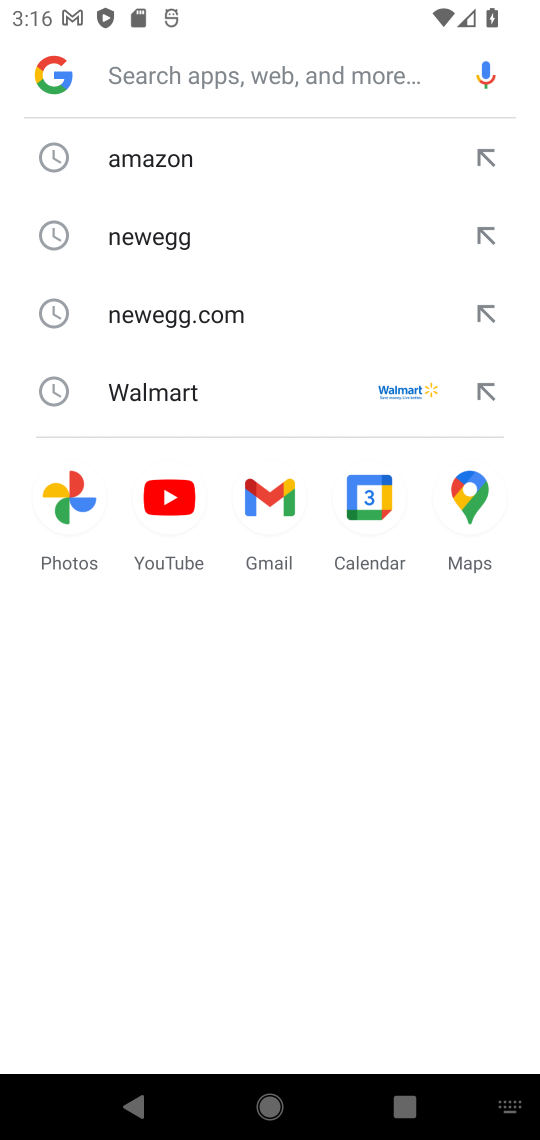 3:16
Search apps, web, and more...
amazon
newegg
newegg.com
Walmart
Walmart
Photos
YouTube
Gmail
3
Calendar
Maps